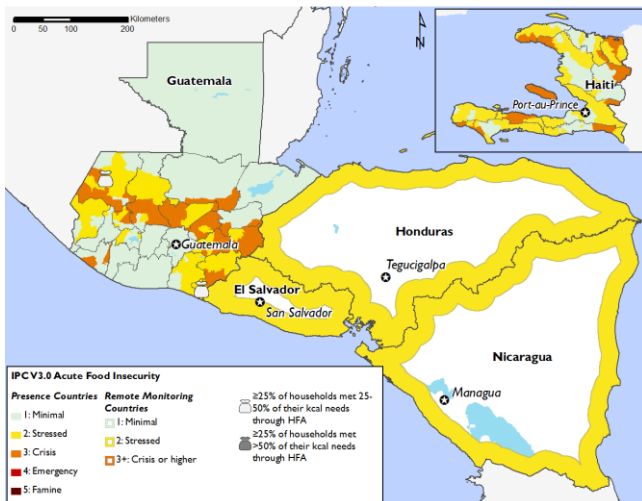 Kilometers
0 50 100 200
N
Guatemala
Haiti
Port-au-Prince
Guatemala
Honduras
Tegucigalpa
El Salvador
San Salvador
Nicaragua
Managua
IPC V3.0 Acute Food Insecurity
Presence Countries
1: Minimal
2: Stressed
3: Crisis
4: Emergency
5: Famine
Remote Monitoring
Countries
1: Minimal
2: Stressed
3+: Crisis or higher
≥25% of households met 25-
50% of their kcal needs
through HFA
≥25% of households met
>50% of their kcal needs
through HFA